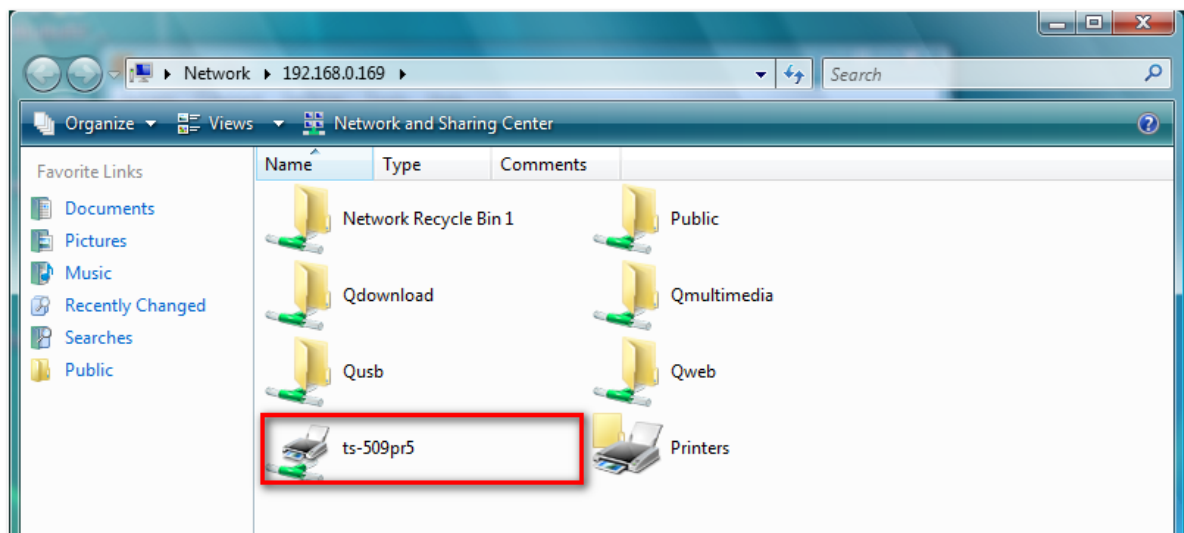 Network 192.168.0.169 Search
Organize Views Network and Sharing Center
Favorite Links
Documents
Pictures
Music
Recently Changed
Searches
Public
Name Type Comments
Network Recycle Bin 1 Public
Qdownload Qmultimedia
Qusb Qweb
ts-509pr5 Printers